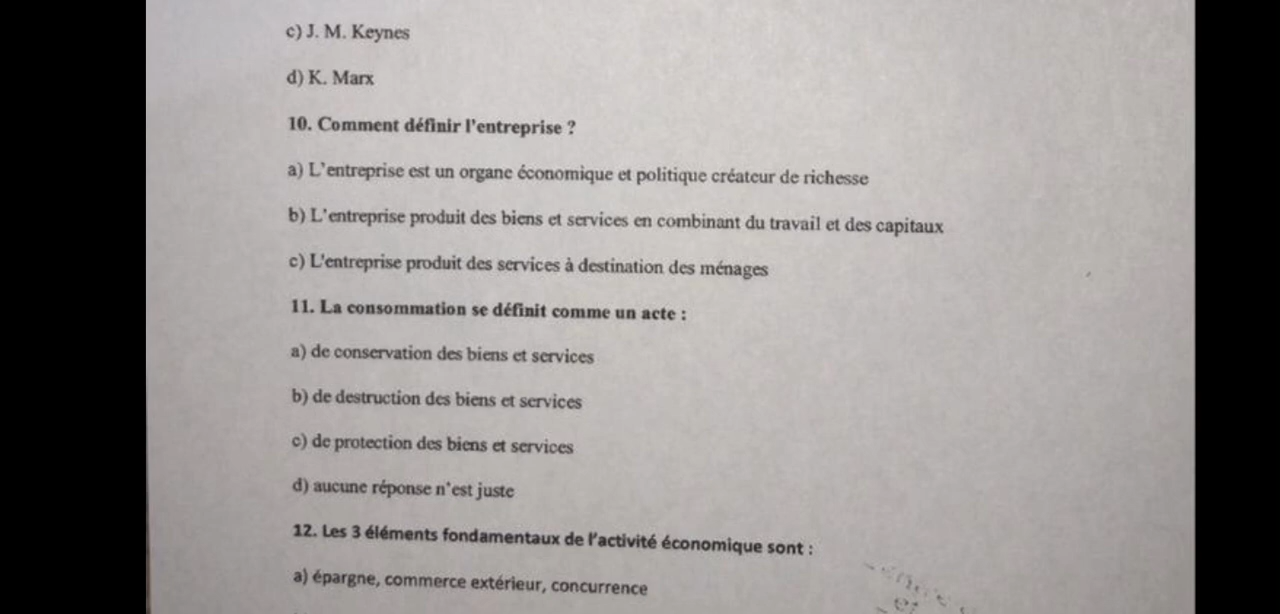 c) J. M. Keynes
d) K. Marx
10. Comment définir l'entreprise ?
a) L'entreprise est un organe économique et politique créateur de richesse
b) L'entreprise produit des biens et services en combinant du travail et des capitaux
c) L'entreprise produit des services à destination des ménages
11. La consommation se définit comme un acte :
a) de conservation des biens et services
b) de destruction des biens et services
c) de protection des biens et services
d) aucune réponse n'est juste
12. Les 3 éléments fondamentaux de l'activité économique sont :
a) épargne, commerce extérieur, concurrence